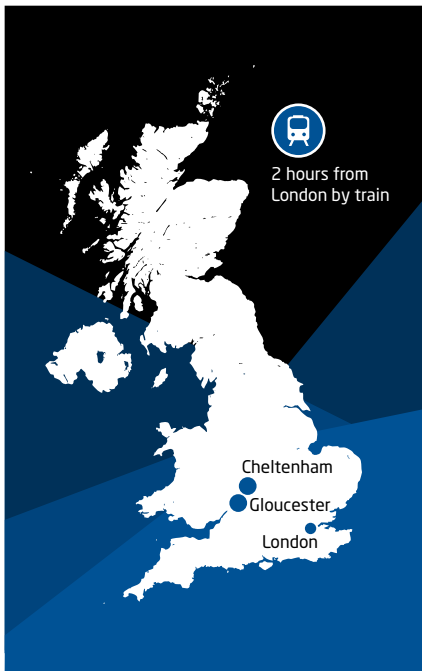 2 hours from
London by train
Cheltenham
Gloucester
London